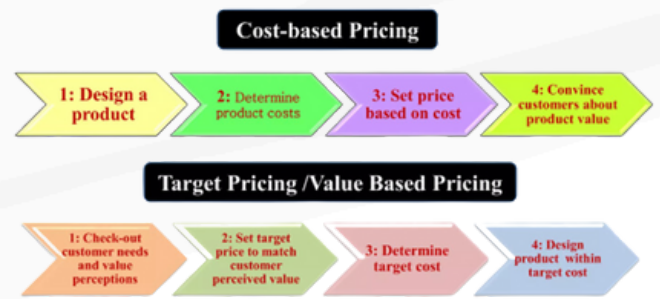 Cost-based Pricing
1: Design a
product
2: Determine
product costs
3: Set price
based on cost
4: Convince
customers about
product value
Target Pricing /Value Based Pricing
1: Check-out
customer needs
and value
perceptions
2: Set target
price to match
customer
perceived value
3: Determine
target cost
4: Design
product within
target cost